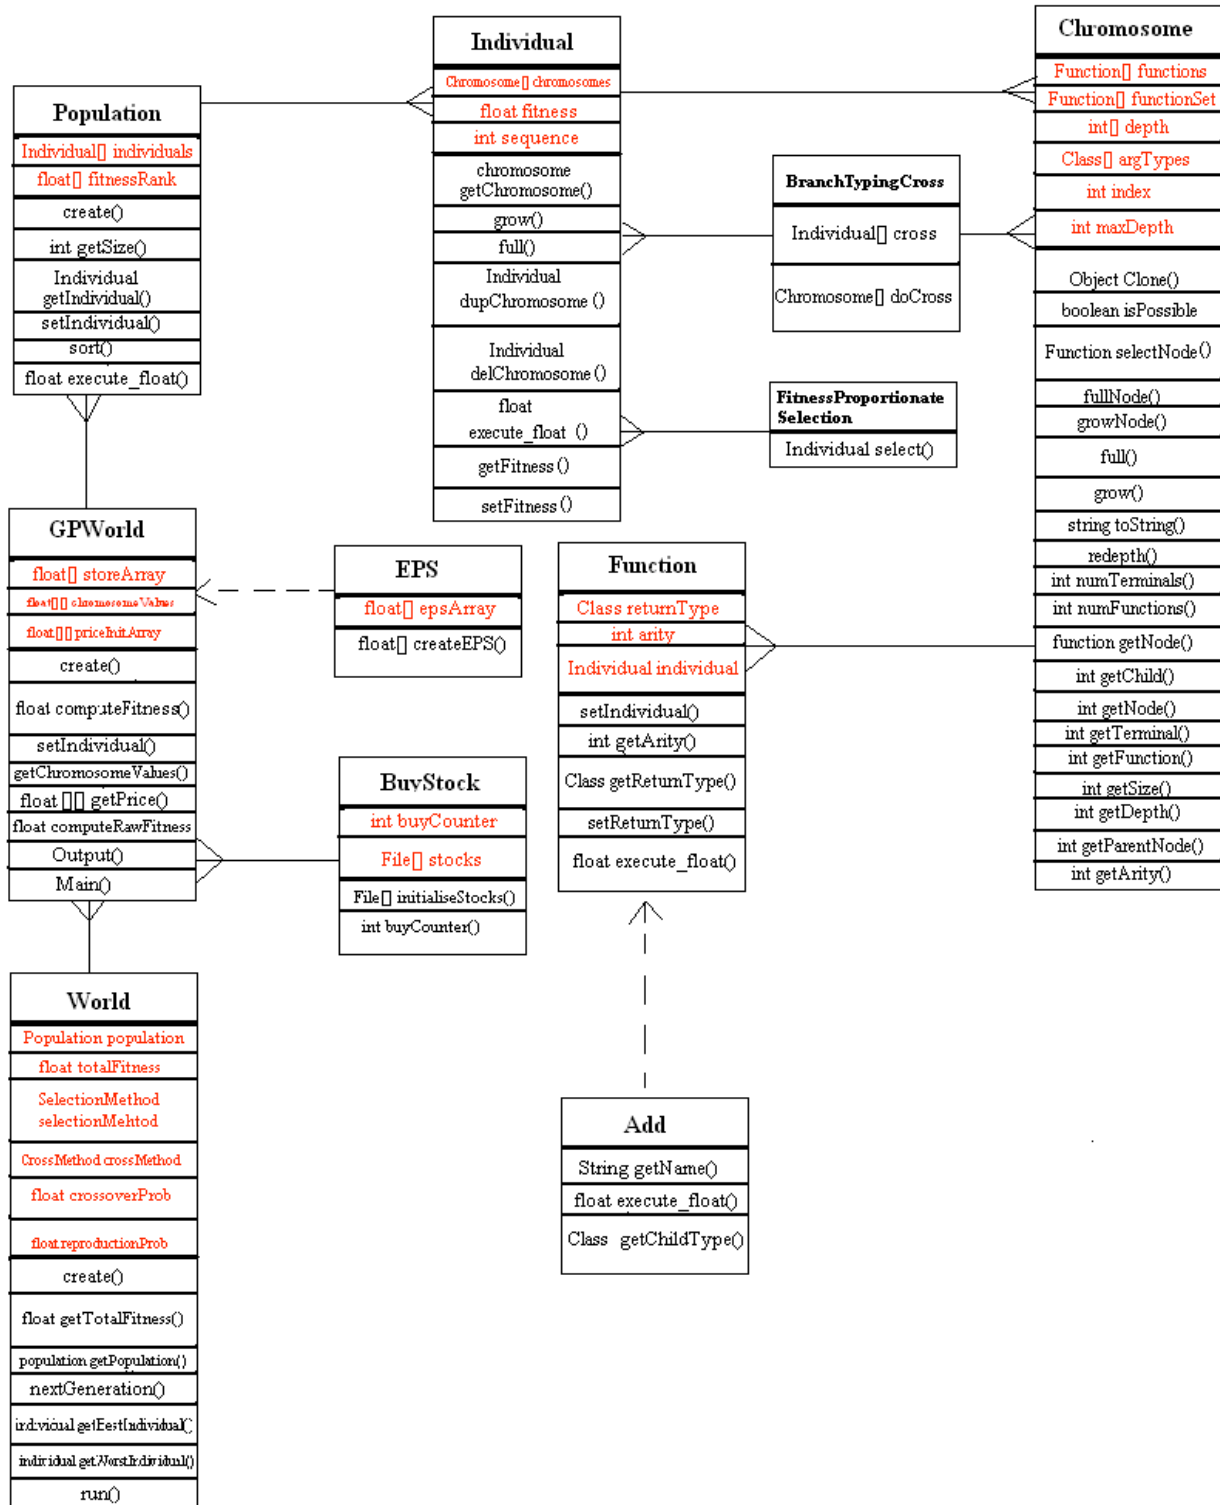 Individual
Chromosome[] chromosomes
float fitness
int sequence
chromosome
getChromosome()
grow()
full()
Individual
dupChromosome ()
Individual
delChromosome()
float
execute_float ()
getFitness()
setFitness()
Chromosome
Function[] functions
Function[] functionSet
int[] depth
Class[] argTypes
int index
int maxDepth
Object Clone()
boolean isPossible
Function selectNode()
fullNode()
growNode()
full()
grow()
string toString()
redepth()
int numTerminals()
int numFunctions()
function getNode()
int getChild()
int getNode()
int getTerminal()
int getFunction()
int getSize()
int getDepth()
int getParentNode()
int getArity()
Population
Individual[] individuals
float[] fitnessRank
create()
int getSize()
Individual
getIndividual()
setIndividual()
sort()
float execute_float()
BranchTypingCross
Individual[] cross
Chromosome[] doCross
FitnessProportionate
Selection
Individual select()
GPWorld
float[] storeArray
float[][] chromosomeValues
float[][] priceInitArray
create()
float computeFitness()
setIndividual()
getChromosomeValues()
float [][] getPrice()
float computeRawFitness
Output()
Main()
EPS
float[] epsArray
float[] createEPS()
Function
Class returnType
int arity
Individual individual
setIndividual()
int getArity()
Class getReturnType()
setReturnType()
float execute_float()
BuyStock
int buyCounter
File[] stocks
File[] initialiseStocks()
int buyCounter()
World
Population population
float totalFitness
SelectionMethod
selectionMehtod
CrossMethod crossMethod
float crossoverProb
float reproductionProb
create()
float getTotalFitness()
population getPopulation()
nextGeneration()
individual getBestIndividual()
individual getWorstIndividual()
run()
Add
String getName()
float execute_float()
Class getChildType()